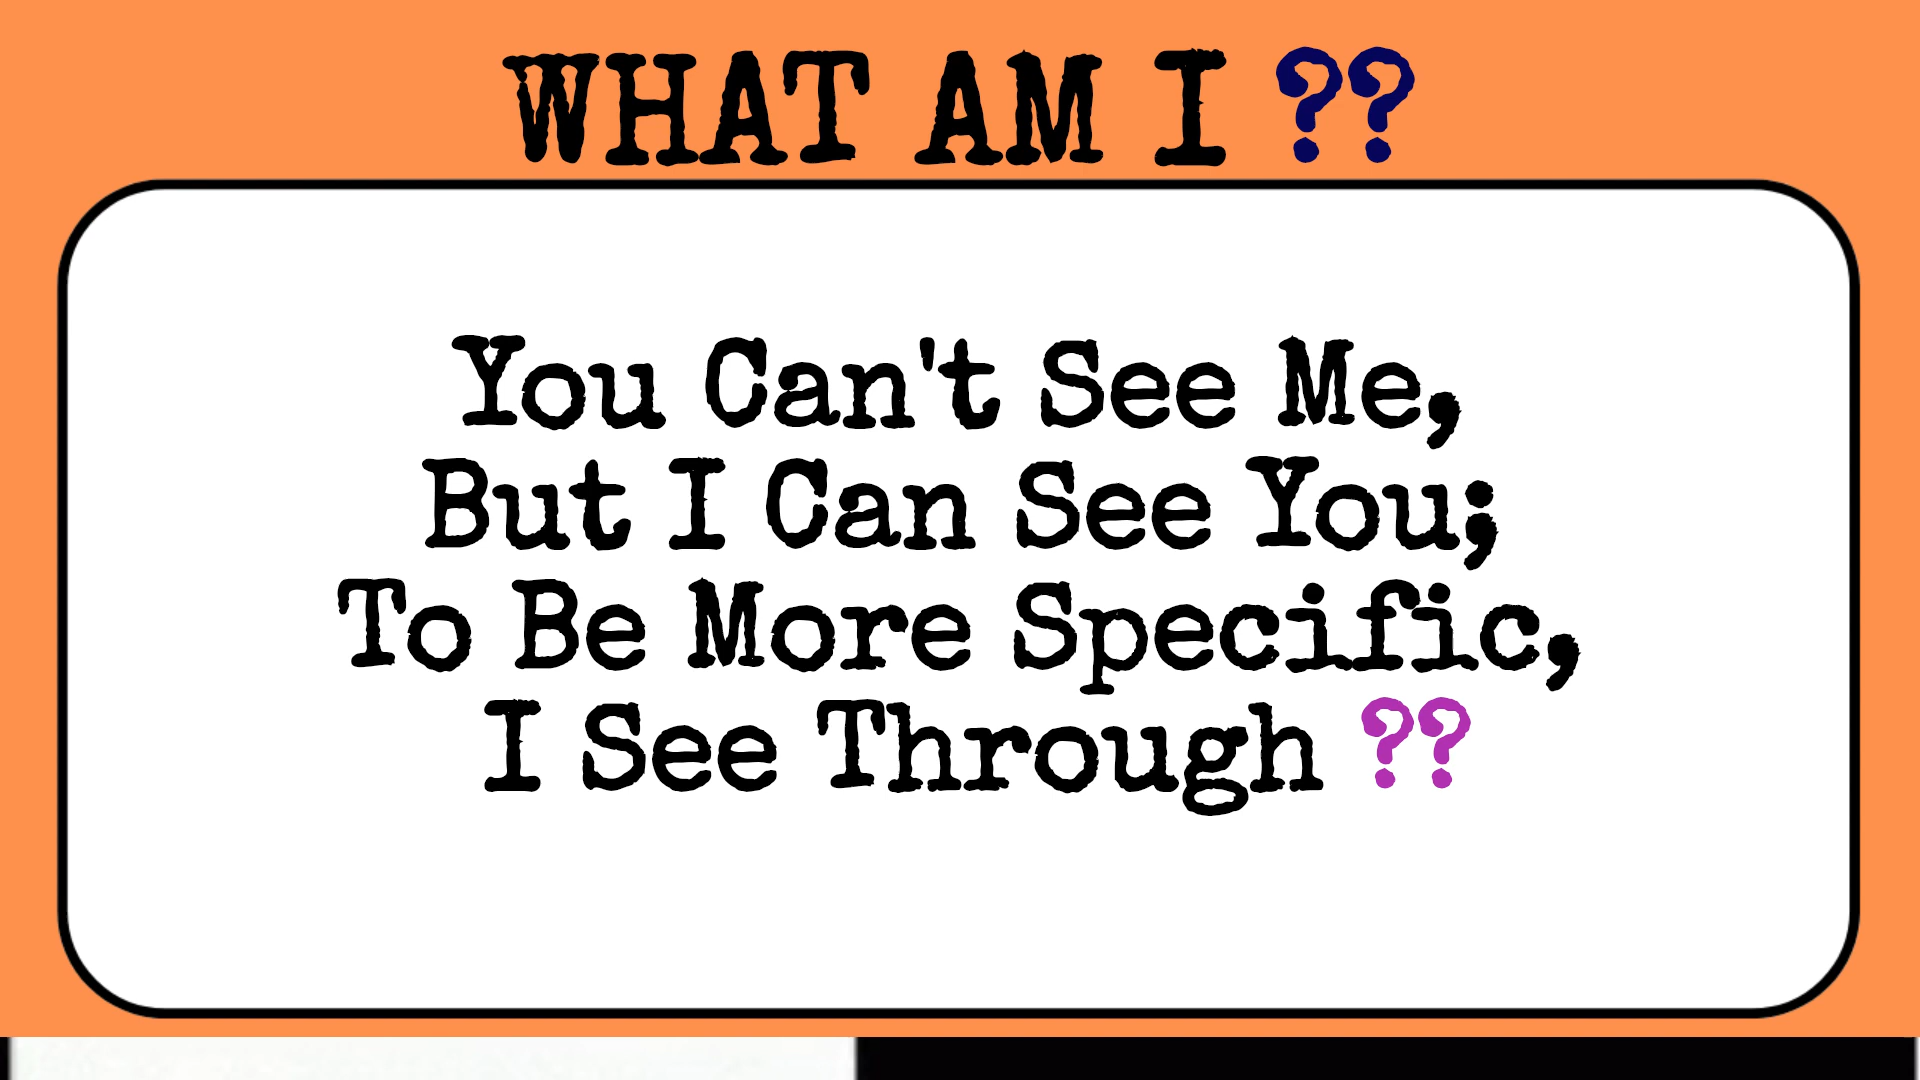 WHAT AM I ??
You Can't See Me,
But I Can See You;
To Be More Specific,
I See Through ??